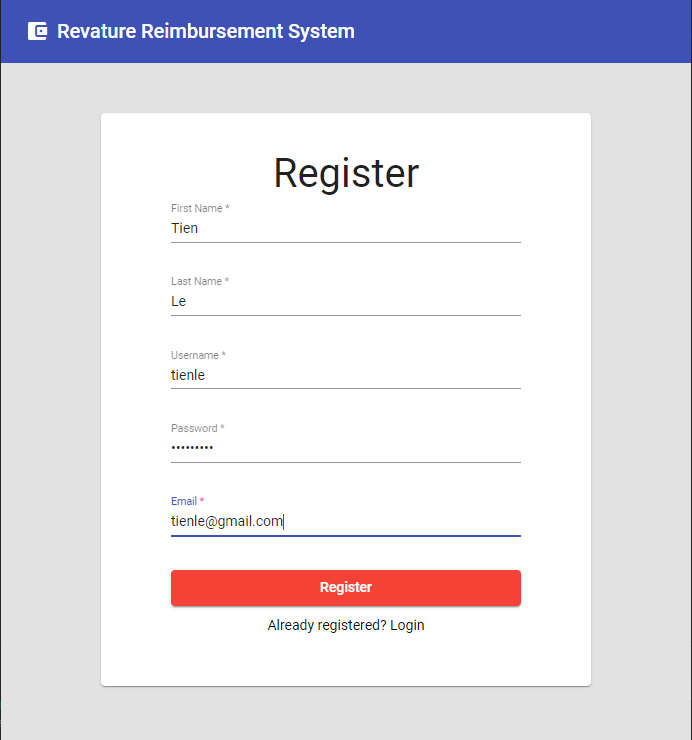 Revature Reimbursement System
Register
First Name *
Tien
Last Name *
Le
Username *
tienle
Password *
•••••••••
Email *
tienle@gmail.com
Register
Already registered? Login